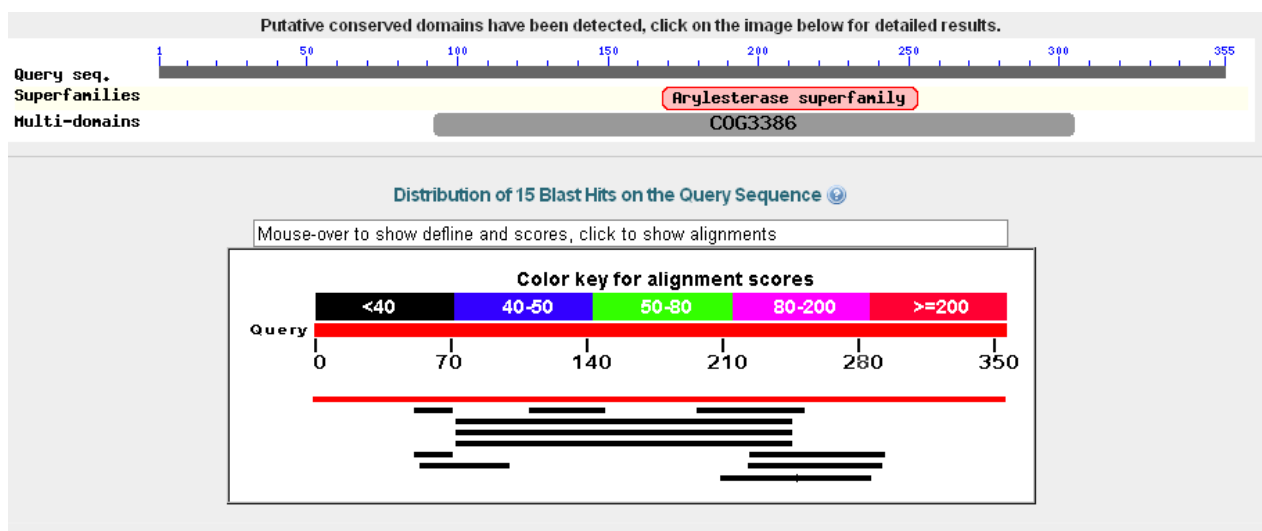 Putative conserved domains have been detected, click on the image below for detailed results.
1 50 100 150 200 250 300 355
Query seq.
Superfamilies Arylesterase superfamily
Multi-domains COG3386
Distribution of 15 Blast Hits on the Query Sequence
Mouse-over to show defline and scores, click to show alignments
Color key for alignment scores
<40 40-50 50-80 80-200 >=200
Query
0 70 140 210 280 350